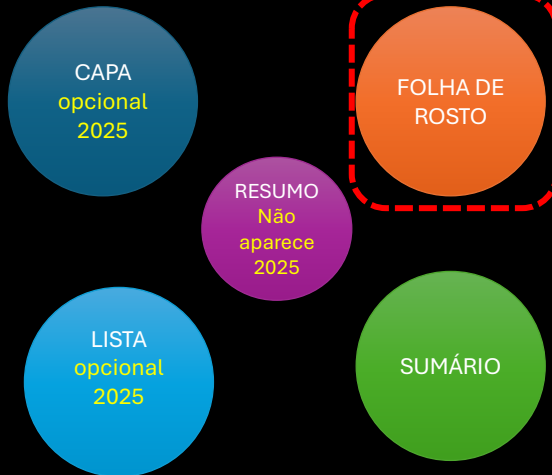 CAPA
opcional
2025
FOLHA DE
ROSTO
RESUMO
Não
aparece
2025
LISTA
opcional
2025
SUMÁRIO